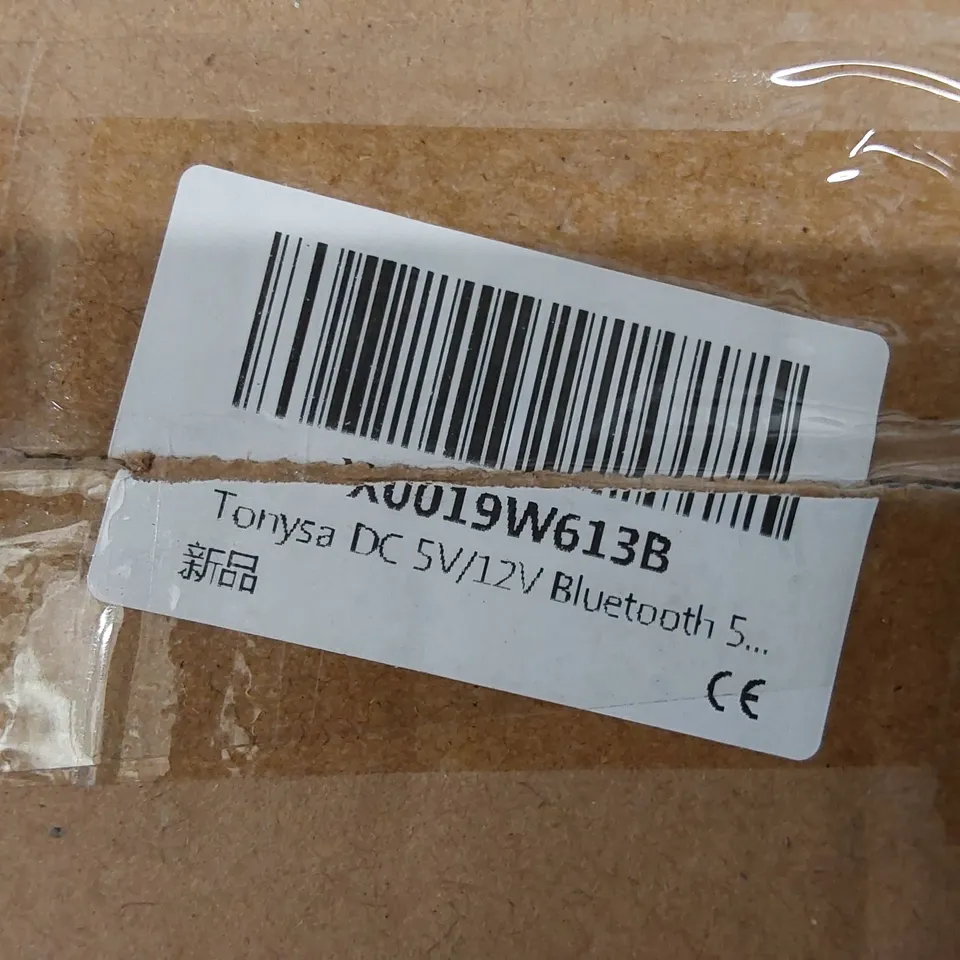 X0019W613B
Tonysa DC 5V/12V Bluetooth 5...
新品
CE